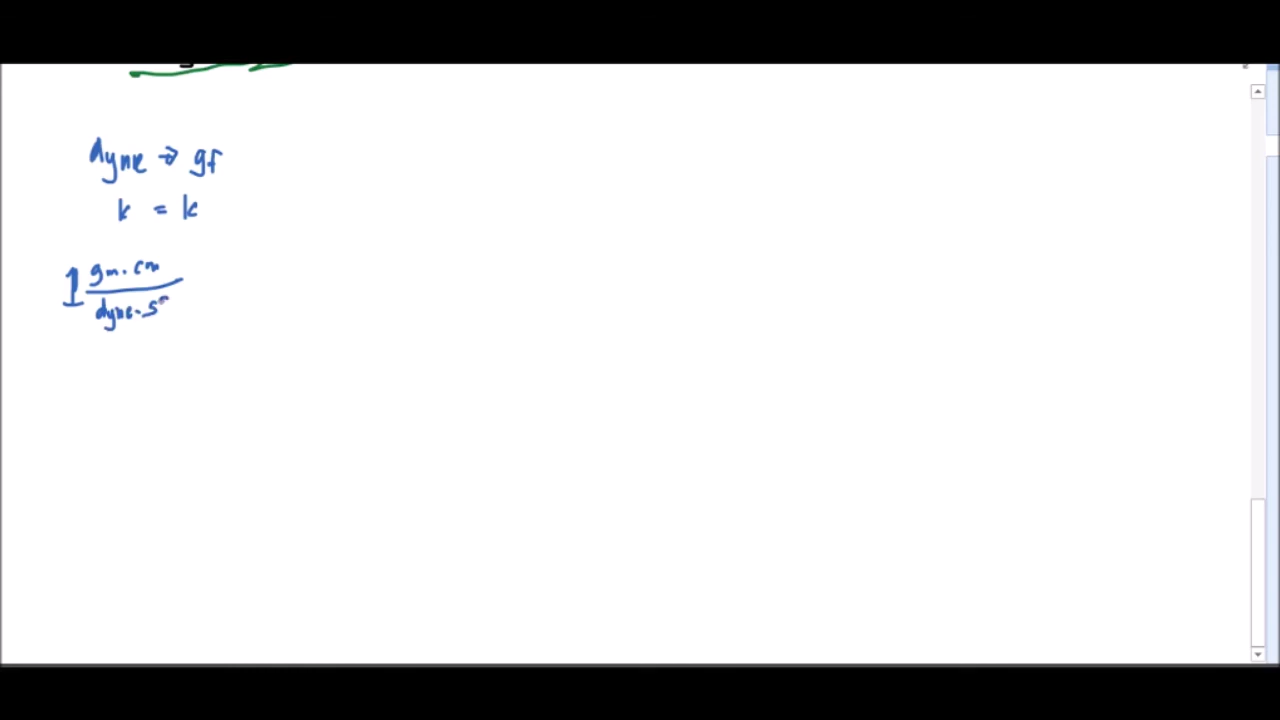 dyne → gf
k = k
1 gm·cm
dyne·s²